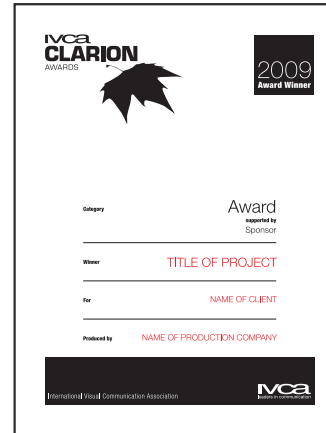 IVCA
CLARION
AWARDS
2009
Award Winner
Category
Award
supported by
Sponsor
Winner
TITLE OF PROJECT
For
NAME OF CLIENT
Produced by
NAME OF PRODUCTION COMPANY
International Visual Communication Association
IVCA
leaders in communication